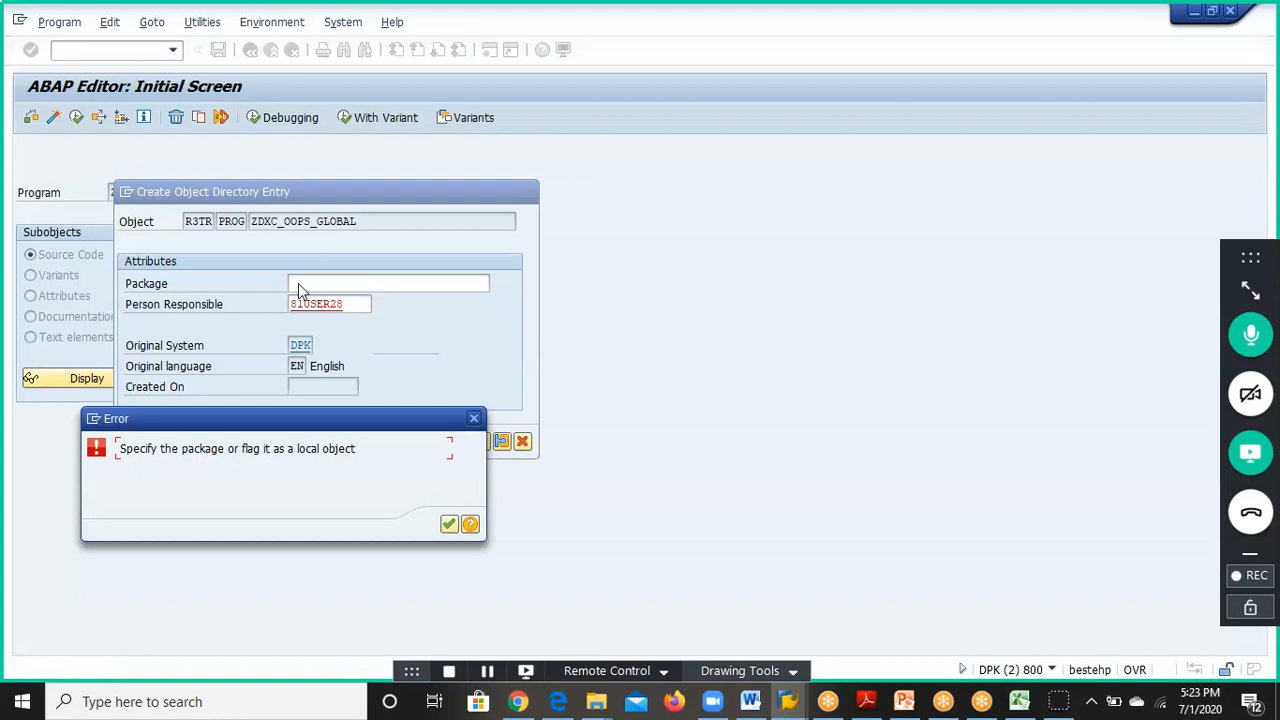 Program Edit Goto Utilities Environment System Help
ABAP Editor: Initial Screen
Debugging With Variant Variants
Program
Create Object Directory Entry
Object R3TR PROG ZDXC_OOPS_GLOBAL
Subobjects
Source Code
Variants
Attributes
Documentation
Text elements
Display
Attributes
Package
Person Responsible 81USER28
Original System DPK
Original language EN English
Created On
Error
Specify the package or flag it as a local object
REC
Remote Control Drawing Tools
DPK (2) 800 bestehp OVR
Type here to search
5:23 PM
7/1/2020
12